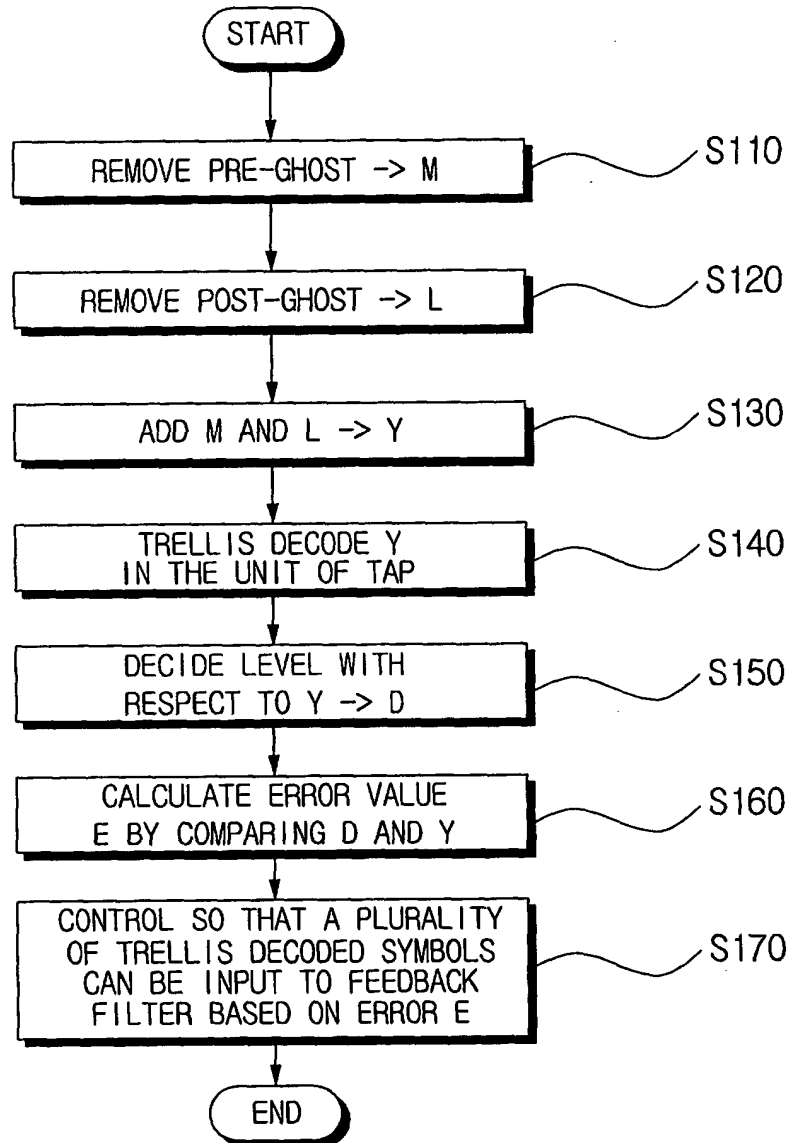 START
REMOVE PRE-GHOST -> M
S110
REMOVE POST-GHOST -> L
S120
ADD M AND L -> Y
S130
TRELLIS DECODE Y
IN THE UNIT OF TAP
S140
DECIDE LEVEL WITH
RESPECT TO Y -> D
S150
CALCULATE ERROR VALUE
E BY COMPARING D AND Y
S160
CONTROL SO THAT A PLURALITY
OF TRELLIS DECODED SYMBOLS
CAN BE INPUT TO FEEDBACK
FILTER BASED ON ERROR E
S170
END